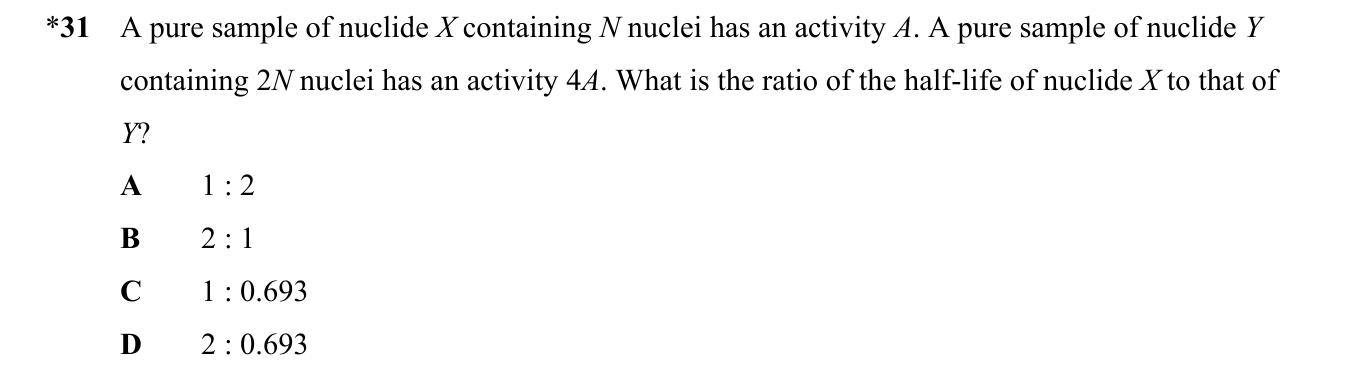 *31 A pure sample of nuclide X containing N nuclei has an activity A. A pure sample of nuclide Y
containing 2N nuclei has an activity 4A. What is the ratio of the half-life of nuclide X to that of
Y?
A 1 : 2
B 2 : 1
C 1 : 0.693
D 2 : 0.693